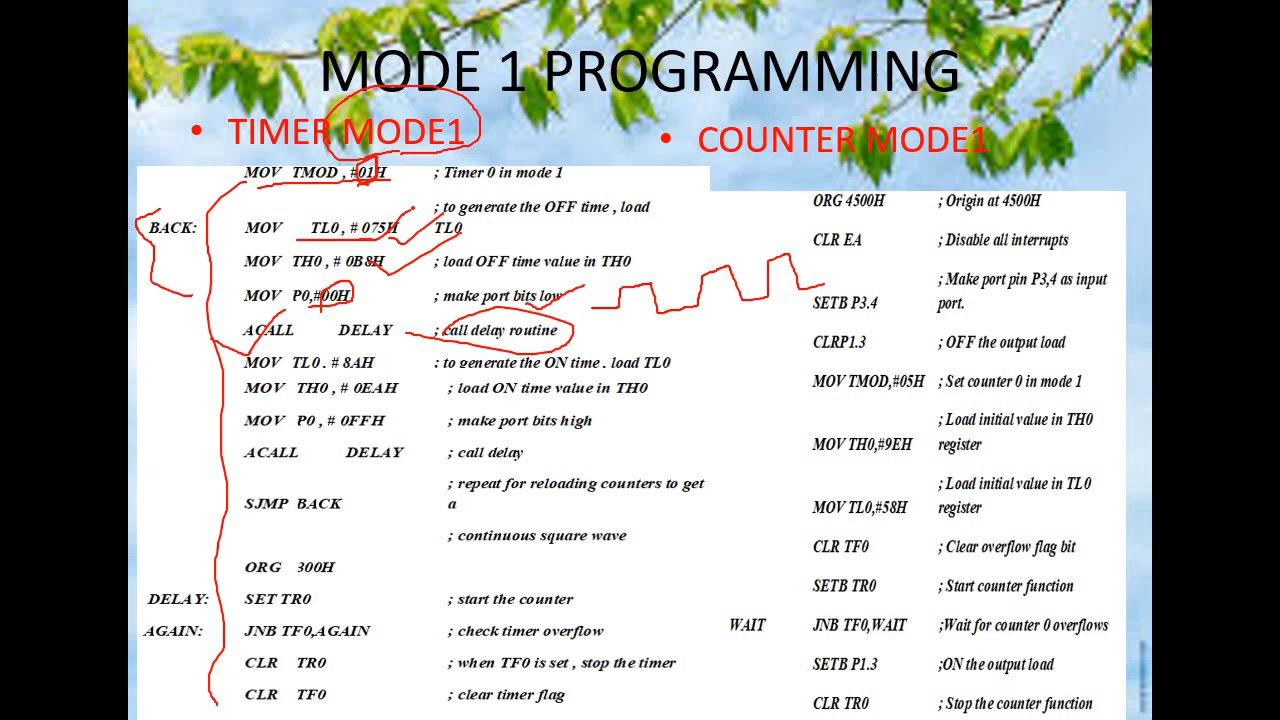 MODE 1 PROGRAMMING
• TIMER MODE1
MOV TMOD , #01H ; Timer 0 in mode 1
; to generate the OFF time , load
BACK: MOV TL0 , # 075H TL0
MOV TH0 , # 0B8H ; load OFF time value in TH0
MOV P0,#00H ; make port bits low
ACALL DELAY ; call delay routine
MOV TL0 . # 8AH ; to generate the ON time . load TL0
MOV TH0 , # 0EAH ; load ON time value in TH0
MOV P0 , # 0FFH ; make port bits high
ACALL DELAY ; call delay
; repeat for reloading counters to get
SJMP BACK a
; continuous square wave
ORG 300H
DELAY: SET TR0 ; start the counter
AGAIN: JNB TF0,AGAIN ; check timer overflow
CLR TR0 ; when TF0 is set , stop the timer
CLR TF0 ; clear timer flag
• COUNTER MODE1
ORG 4500H ; Origin at 4500H
CLR EA ; Disable all interrupts
; Make port pin P3,4 as input
SETB P3.4 port.
CLRP1.3 ; OFF the output load
MOV TMOD,#05H ; Set counter 0 in mode 1
; Load initial value in TH0
MOV TH0,#9EH register
; Load initial value in TL0
MOV TL0,#58H register
CLR TF0 ; Clear overflow flag bit
SETB TR0 ; Start counter function
WAIT JNB TF0,WAIT ;Wait for counter 0 overflows
SETB P1.3 ;ON the output load
CLR TR0 ; Stop the counter function